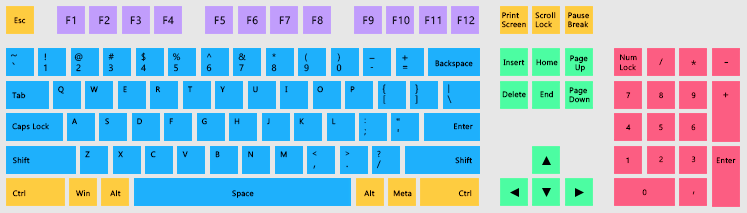 Esc F1 F2 F3 F4 F5 F6 F7 F8 F9 F10 F11 F12 Print Screen Scroll Lock Pause Break
~ ` ! 1 @ 2 # 3 $ 4 % 5 ^ 6 & 7 * 8 ( 9 ) 0 _ - + = Backspace Insert Home Page Up Num Lock / * -
Tab Q W E R T Y U I O P { [ } ] | \ Delete End Page Down 7 8 9 +
Caps Lock A S D F G H J K L : ; " ' Enter 4 5 6
Shift Z X C V B N M < , > . ? / Shift ▲ 1 2 3 Enter
Ctrl Win Alt Space Alt Meta Ctrl ◀ ▼ ▶ 0 ,